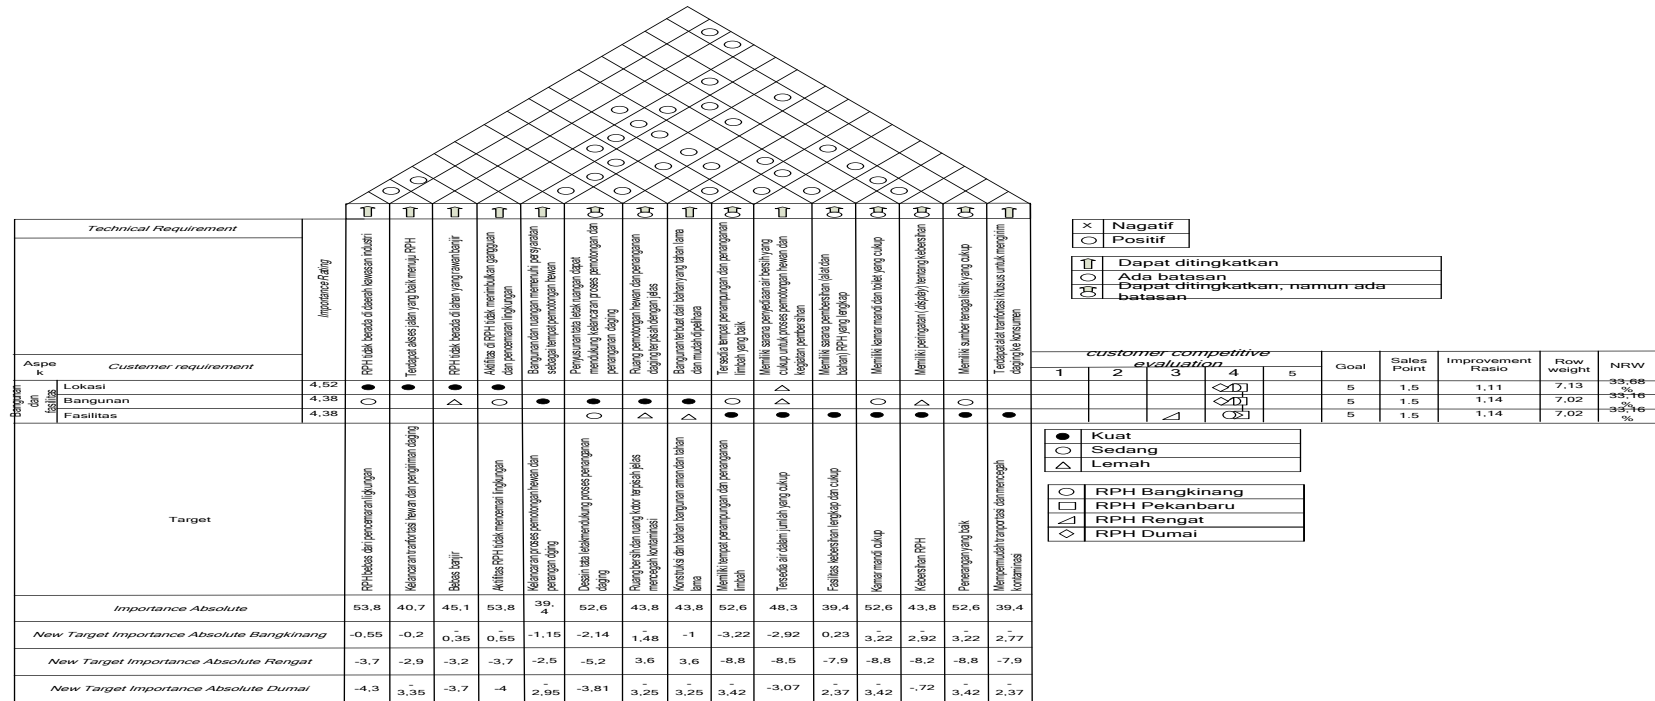 Technical Requirement
Importance Rating
RPH tidak berada di daerah kawasan industri
Terdapat akses jalan yang baik menuju RPH
RPH tidak berada di lahan yang rawan banjir
Aktifitas di RPH tidak menimbulkan gangguan
dan pencemaran lingkungan
Bangunan dan ruangan memenuhi persyaratan
sebagai tempat pemotongan hewan
Penyusunan tata letak ruangan dapat
mendukung kelancaran proses pemotongan dan
penanganan daging
Ruang pemotongan hewan dan penanganan
daging terpisah dengan jelas
Bangunan terbuat dari bahan yang tahan lama
dan mudah dipelihara
Tersedia tempat penampungan dan penanganan
limbah yang baik
Memiliki sarana penyediaan air bersih yang
cukup untuk proses pemotongan hewan dan
kegiatan pembersihan
Memiliki sarana pembersihan (alat dan
bahan) RPH yang lengkap
Memiliki kamar mandi dan toilet yang cukup
Memiliki peringatan ( display) tentang kebersihan
Memiliki sumber tenaga listrik yang cukup
Terdapat alat tranfortasi khusus untuk mengirim
daging ke konsumen
× Nagatif
Positif
Dapat ditingkatkan
Ada batasan
Dapat ditingkatkan, namun ada
batasan
Aspe
k
Custemer requirement
customer competitive
evaluation
1 2 3 4 5
Goal
Sales
Point
Improvement
Rasio
Row
weight
NRW
Bangunan
dan
fasilitas
Lokasi 4,52 5 1,5 1,11 7,13 33,68
%
Bangunan 4,38 5 1.5 1,14 7,02 33,16
%
Fasilitas 4,38 5 1.5 1,14 7,02 33,16
%
Kuat
Sedang
Lemah
RPH Bangkinang
RPH Pekanbaru
RPH Rengat
RPH Dumai
Target
RPH bebas dari pencemaran ligkungan
Kelancaran tranfortasi hewan dan pengiriman daging
Bebas banjir
Aktifitas RPH tidak mencemari lingkungan
Kelancaran proses pemotongan hewan dan
penangan dging
Desain tata letak mendukung proses penanganan
daging
Ruang bersih dan ruang kotor terpisah jelas
mencegah kontaminasi
Konstruksi dan bahan bangunan aman dan tahan
lama
Memiliki tempat penampungan dan penanganan
limbah
Tersedia air dalam jumlah yang cukup
Fasilitas kebersihan lengkap dan cukup
Kamar mandi cukup
Kebersihan RPH
Penerangan yang baik
Mempermudah tranportasi dan mencegah
kontaminasi
Importance Absolute 53,8 40,7 45,1 53,8 39,
4 52,6 43,8 43,8 52,6 48,3 39,4 52,6 43,8 52,6 39,4
New Target Importance Absolute Bangkinang -0,55 -0,2 -
0,35 -
0,55 -1,15 -2,14 -
1,48 -1 -3,22 -2,92 0,23 -
3,22 -
2,92 -
3,22 -
2,77
New Target Importance Absolute Rengat -3,7 -2,9 -3,2 -3,7 -2,5 -5,2 3,6 3,6 -8,8 -8,5 -7,9 -8,8 -8,2 -8,8 -7,9
New Target Importance Absolute Dumai -4,3 -
3,35 -3,7 -4 -
2,95 -3,81 -
3,25 -
3,25 -
3,42 -3,07 -
2,37 -
3,42 -,72 -
3,42 -
2,37